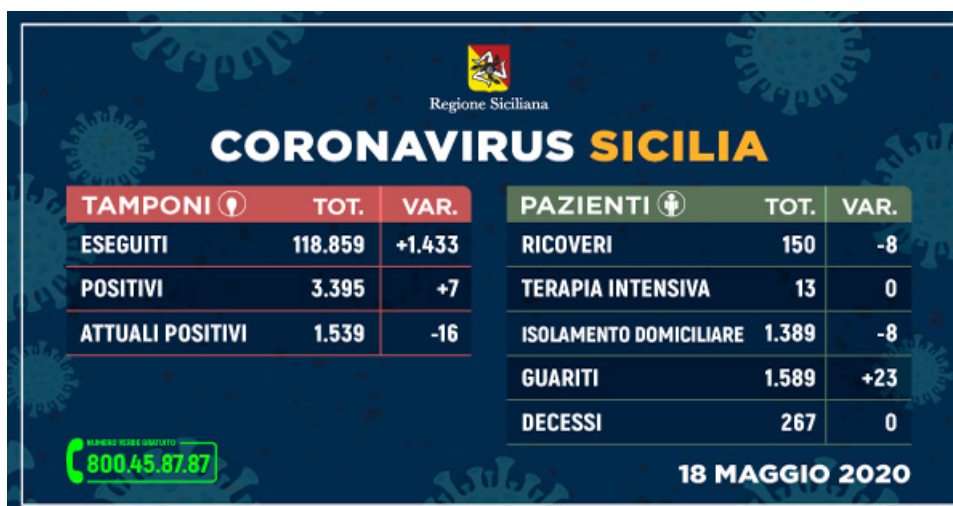 Regione Siciliana
CORONAVIRUS SICILIA
TAMPONI TOT. VAR.
ESEGUITI 118.859 +1.433
POSITIVI 3.395 +7
ATTUALI POSITIVI 1.539 -16
PAZIENTI TOT. VAR.
RICOVERI 150 -8
TERAPIA INTENSIVA 13 0
ISOLAMENTO DOMICILIARE 1.389 -8
GUARITI 1.589 +23
DECESSI 267 0
NUMERO VERDE GRATUITO
800.45.87.87
18 MAGGIO 2020